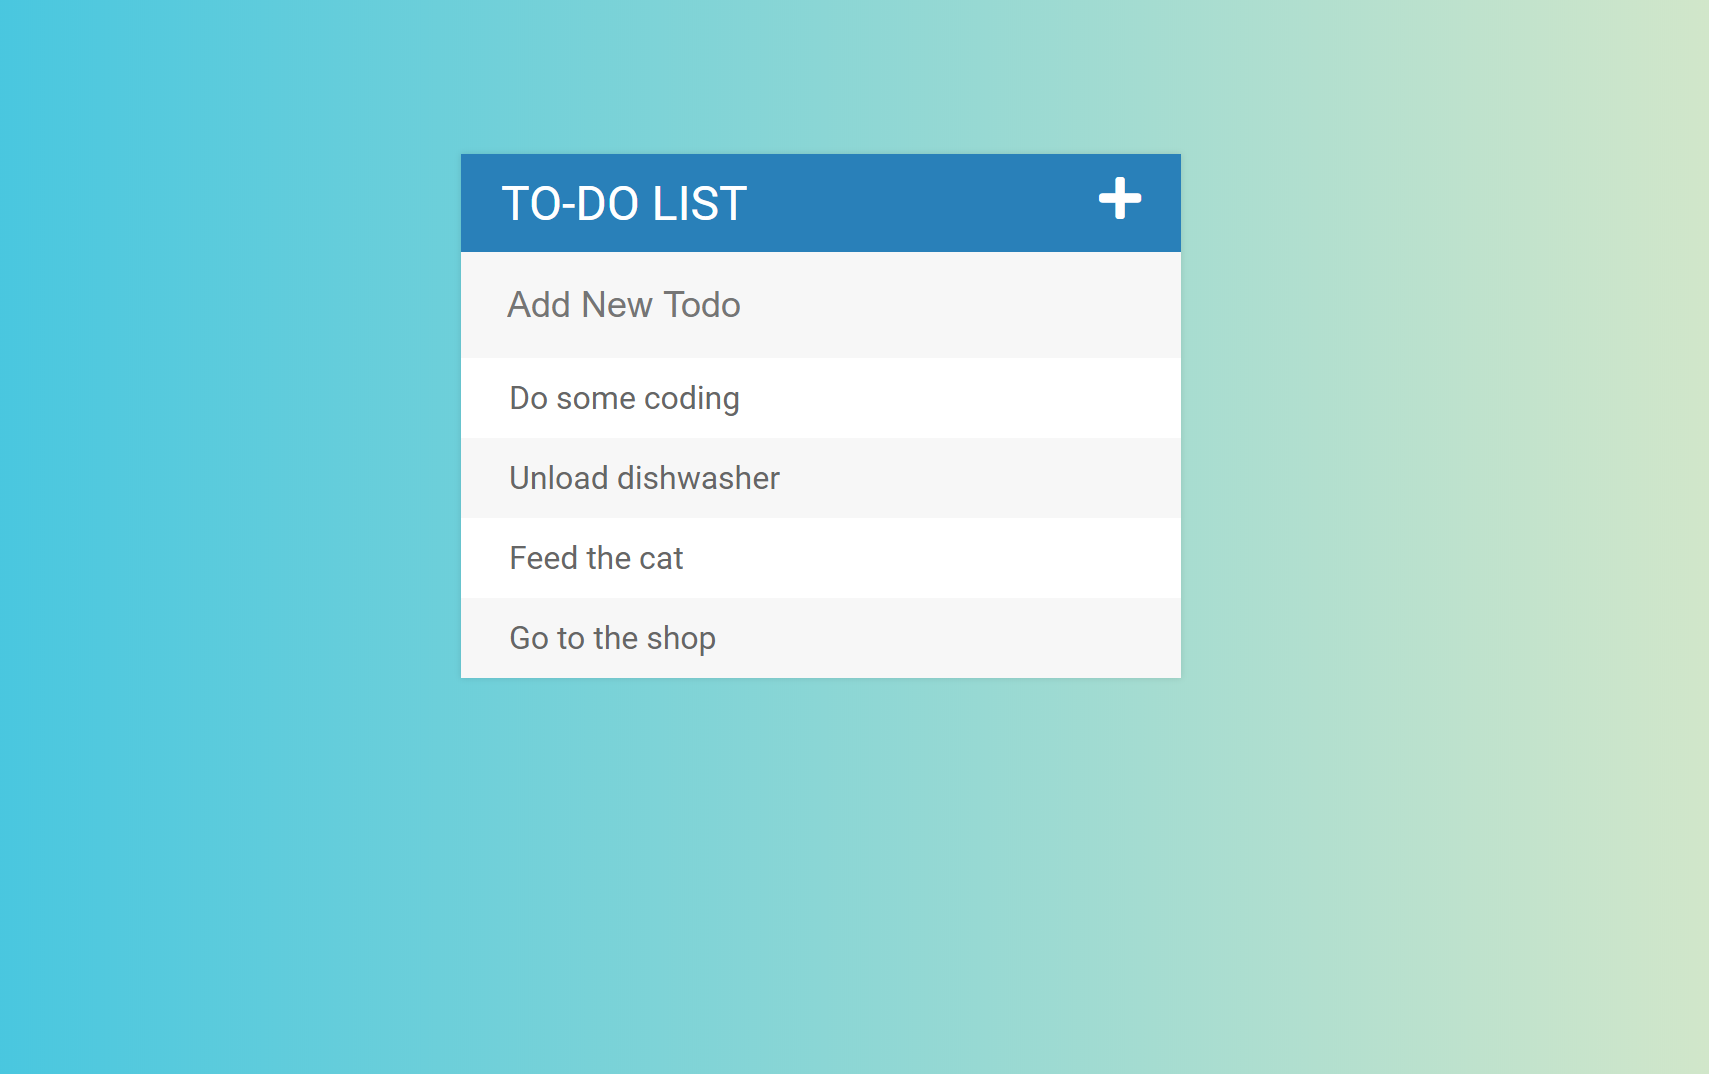 TO-DO LIST
Add New Todo
Do some coding
Unload dishwasher
Feed the cat
Go to the shop